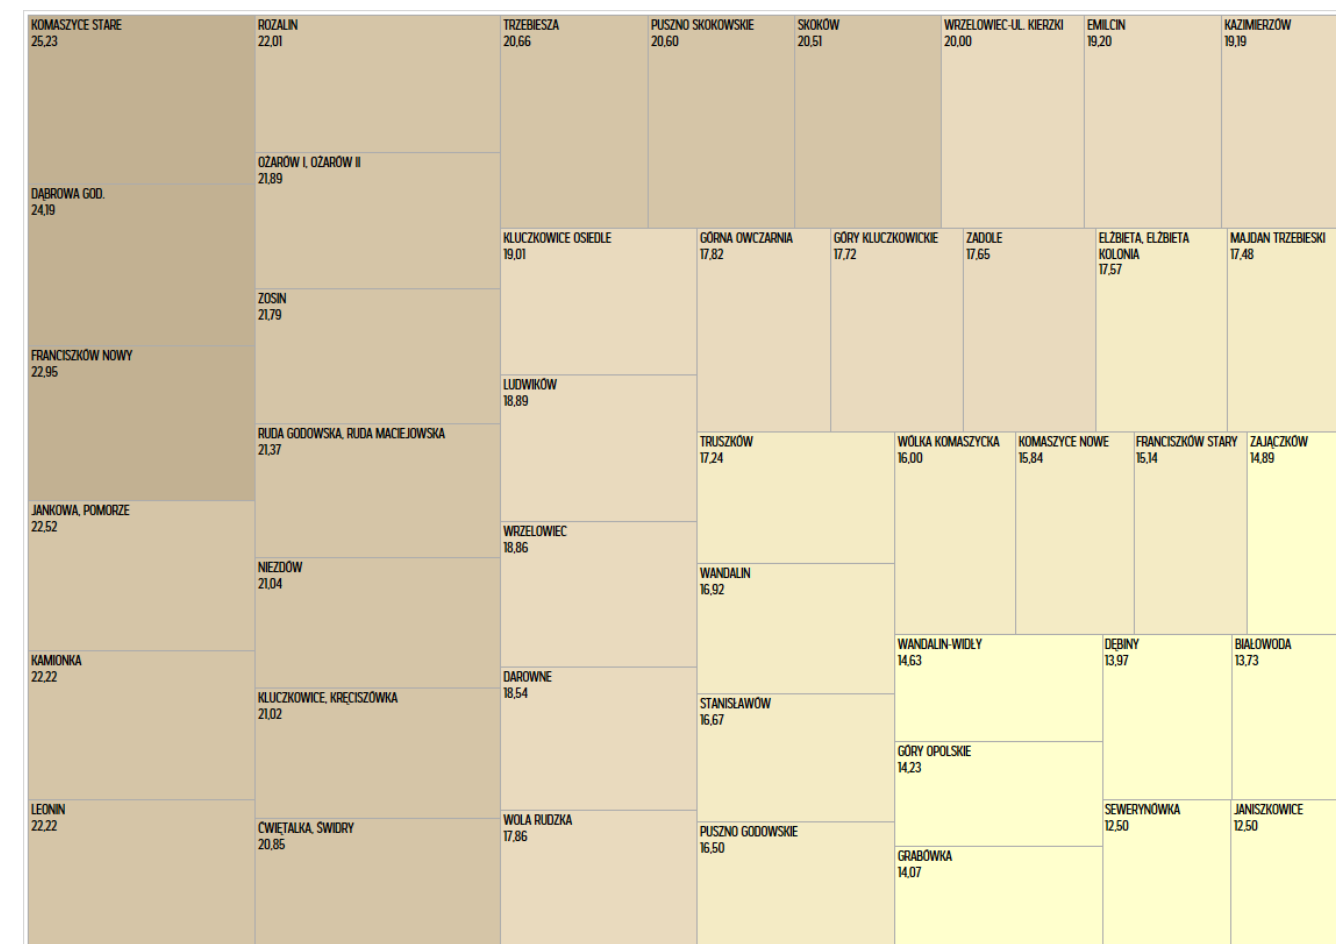 KOMASZYCE STARE
25,23
DĄBROWA GOD.
24,19
FRANCISZKÓW NOWY
22,95
JANKOWA, POMORZE
22,52
KAMIONKA
22,22
LEONIN
22,22
ROZALIN
22,01
OŻARÓW I, OŻARÓW II
21,89
ZOSIN
21,79
RUDA GODOWSKA, RUDA MACIEJOWSKA
21,37
NIEZDÓW
21,04
KLUCZKOWICE, KRĘCISZÓWKA
21,02
ĆWIĘTALKA, ŚWIDRY
20,85
TRZEBIESZA
20,66
PUSZNO SKOKOWSKIE
20,60
SKOKÓW
20,51
WRZELOWIEC-UL. KIERZKI
20,00
EMILCIN
19,20
KAZIMIERZÓW
19,19
KLUCZKOWICE OSIEDLE
19,01
LUDWIKÓW
18,89
WRZELOWIEC
18,86
DAROWNE
18,54
WOLA RUDZKA
17,86
GÓRNA OWCZARNIA
17,82
GÓRY KLUCZKOWICKIE
17,72
ZADOLE
17,65
ELŻBIETA, ELŻBIETA
KOLONIA
17,57
MAJDAN TRZEBIESKI
17,48
TRUSZKÓW
17,24
WANDALIN
16,92
STANISŁAWÓW
16,67
PUSZNO GODOWSKIE
16,50
WÓLKA KOMASZYCKA
16,00
KOMASZYCE NOWE
15,84
FRANCISZKÓW STARY
15,14
ZAJĄCZKÓW
14,89
WANDALIN-WIDŁY
14,63
GÓRY OPOLSKIE
14,23
GRABÓWKA
14,07
DĘBINY
13,97
BIAŁOWODA
13,73
SEWERYNÓWKA
12,50
JANISZKOWICE
12,50